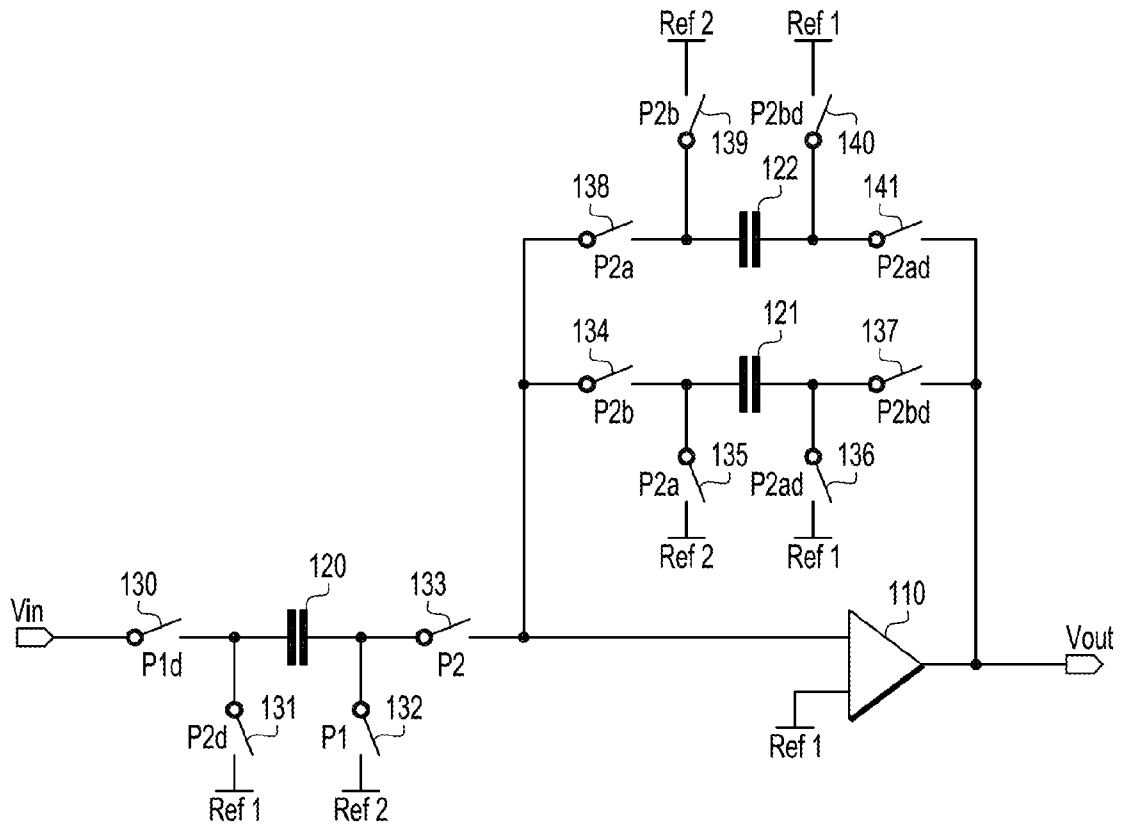 Ref 2
Ref 1
P2b
139
P2bd
140
138
122
141
P2a
P2ad
134
121
137
P2b
P2bd
P2a
135
P2ad
136
Ref 2
Ref 1
130
120
133
110
Vin
Vout
P1d
P2
P2d
131
P1
132
Ref 1
Ref 1
Ref 2